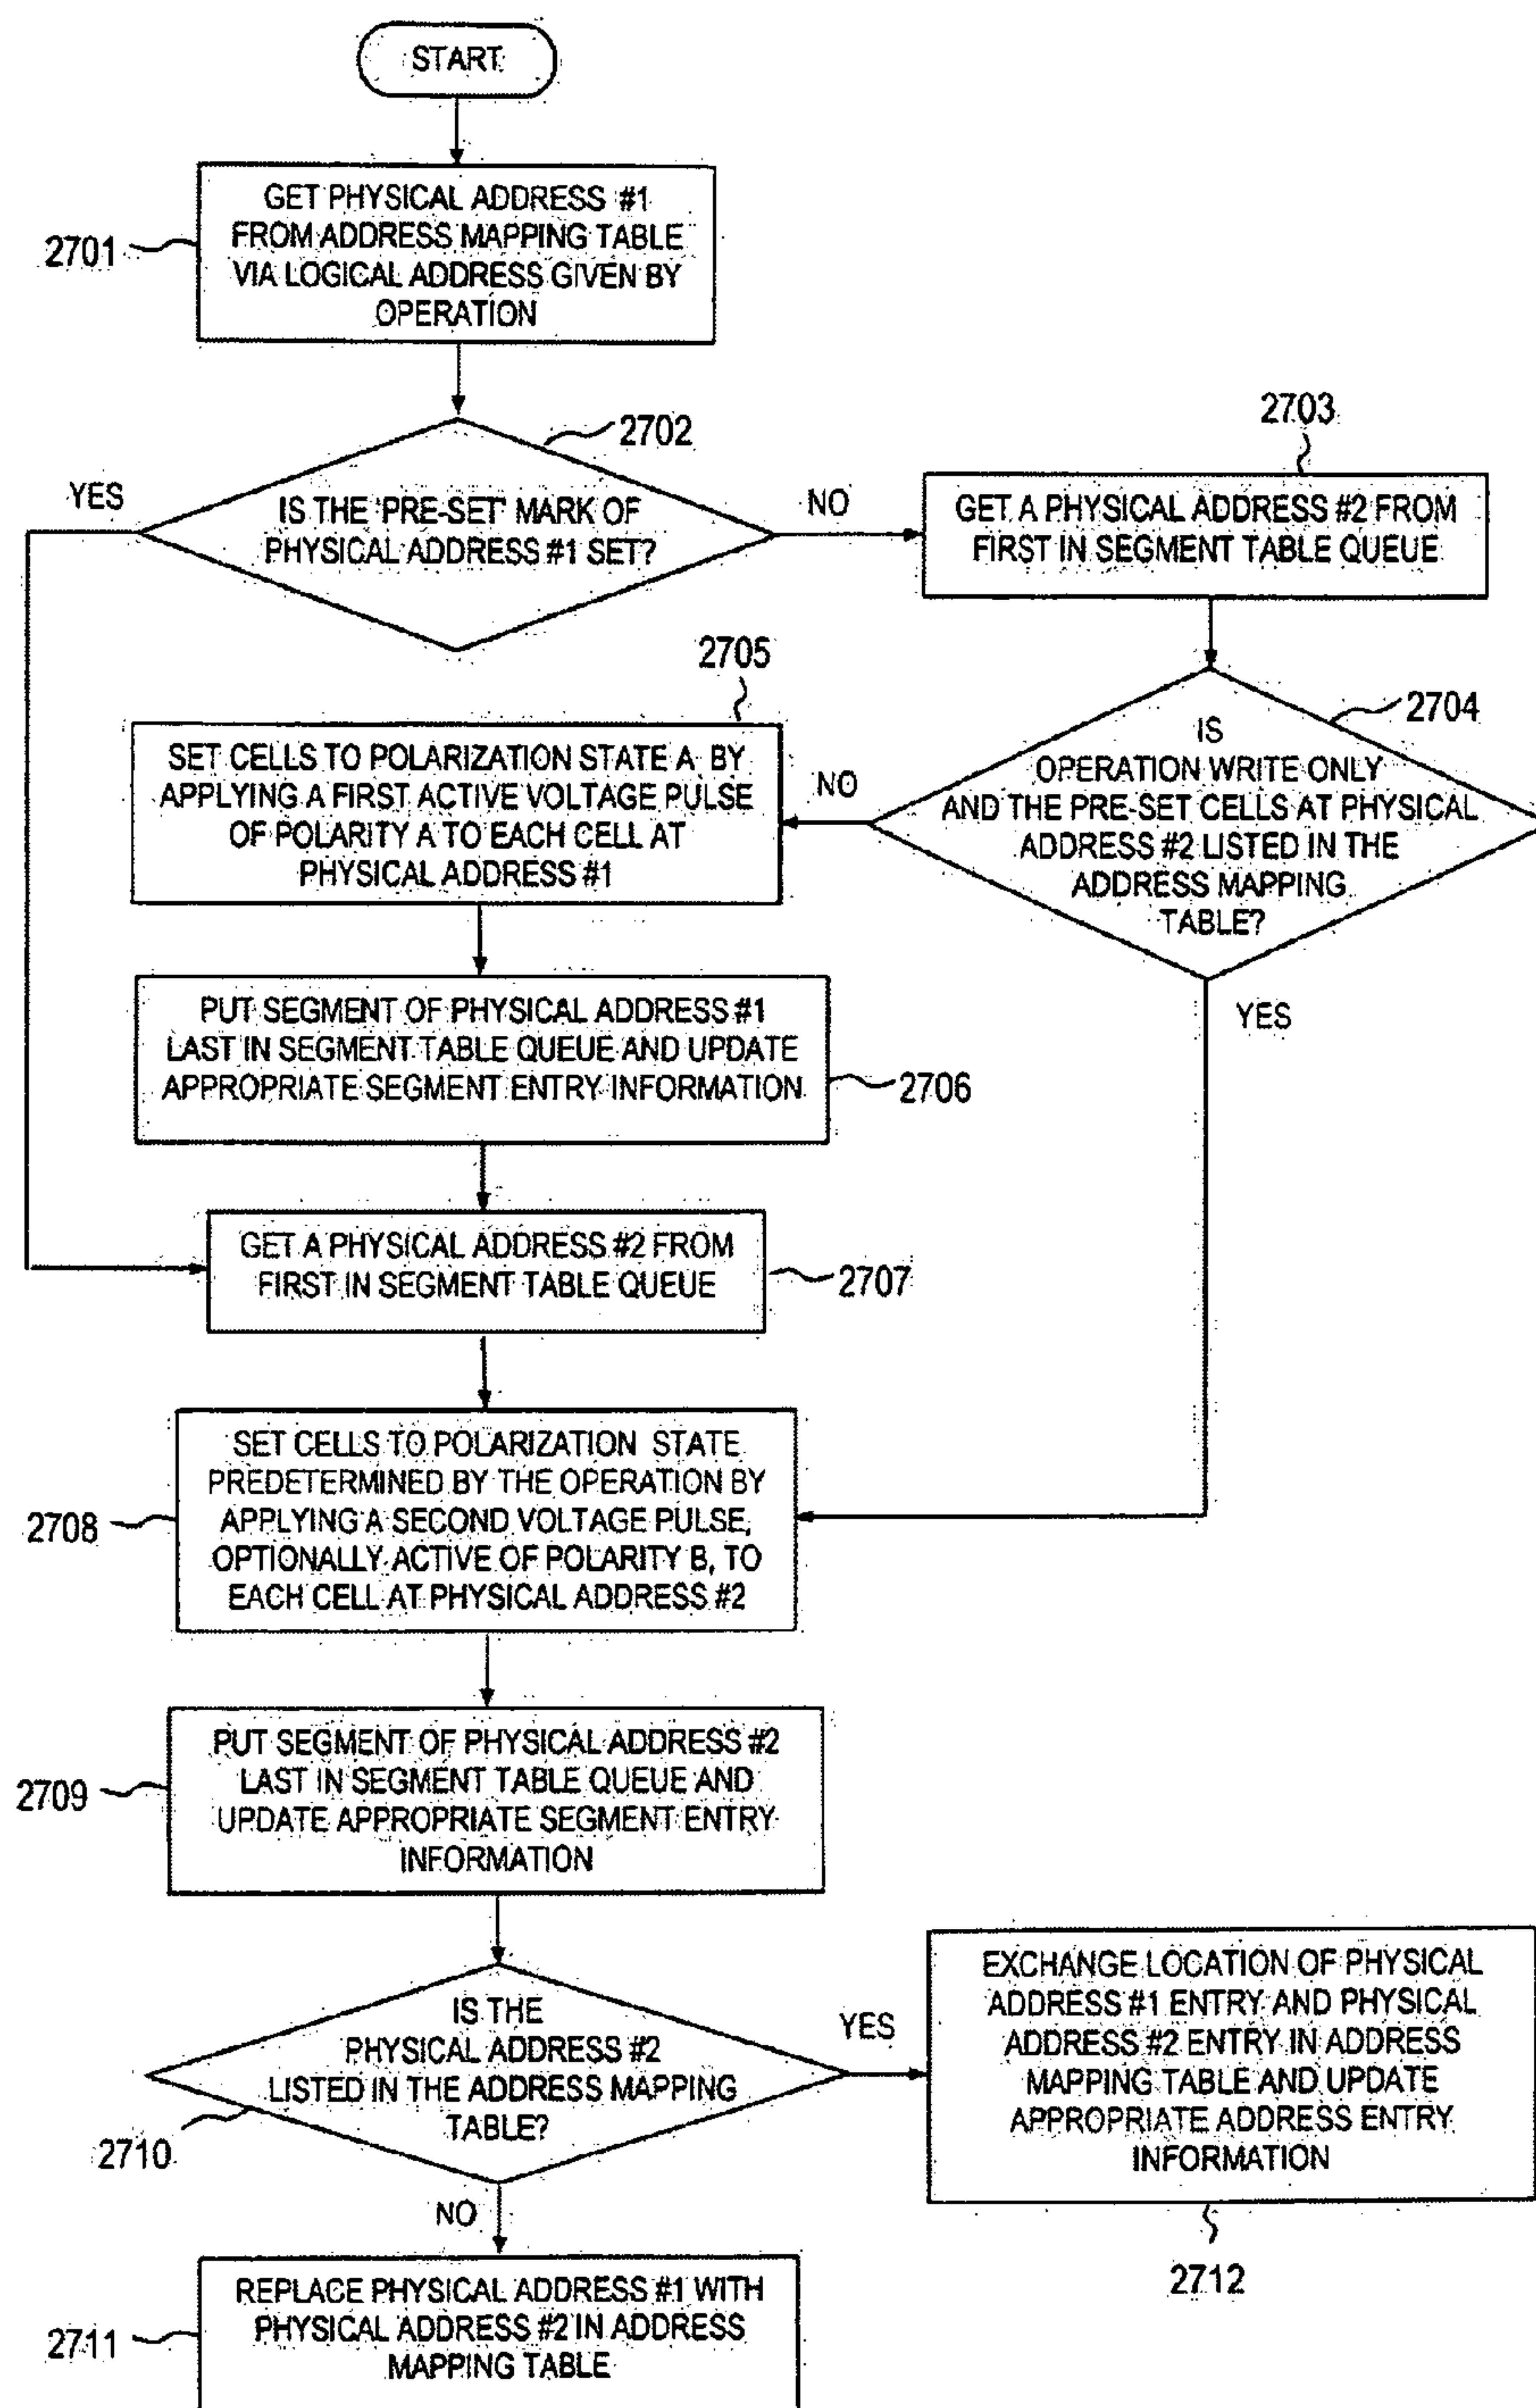 START
GET PHYSICAL ADDRESS #1
FROM ADDRESS MAPPING TABLE
VIA LOGICAL ADDRESS GIVEN BY
OPERATION
2701
2702
YES
IS THE 'PRE-SET' MARK OF
PHYSICAL ADDRESS #1 SET?
NO
2703
GET A PHYSICAL ADDRESS #2 FROM
FIRST IN SEGMENT TABLE QUEUE
2704
IS
OPERATION WRITE ONLY
AND THE PRE-SET CELLS AT PHYSICAL
ADDRESS #2 LISTED IN THE
ADDRESS MAPPING
TABLE?
NO
YES
2705
SET CELLS TO POLARIZATION STATE A BY
APPLYING A FIRST ACTIVE VOLTAGE PULSE
OF POLARITY A TO EACH CELL AT
PHYSICAL ADDRESS #1
PUT SEGMENT OF PHYSICAL ADDRESS #1
LAST IN SEGMENT TABLE QUEUE AND UPDATE
APPROPRIATE SEGMENT ENTRY INFORMATION
2706
GET A PHYSICAL ADDRESS #2 FROM
FIRST IN SEGMENT TABLE QUEUE
2707
SET CELLS TO POLARIZATION STATE
PREDETERMINED BY THE OPERATION BY
APPLYING A SECOND VOLTAGE PULSE,
OPTIONALLY ACTIVE OF POLARITY B, TO
EACH CELL AT PHYSICAL ADDRESS #2
2708
PUT SEGMENT OF PHYSICAL ADDRESS #2
LAST IN SEGMENT TABLE QUEUE AND
UPDATE APPROPRIATE SEGMENT ENTRY
INFORMATION
2709
IS THE
PHYSICAL ADDRESS #2
LISTED IN THE ADDRESS MAPPING
TABLE?
2710
YES
EXCHANGE LOCATION OF PHYSICAL
ADDRESS #1 ENTRY AND PHYSICAL
ADDRESS #2 ENTRY IN ADDRESS
MAPPING TABLE AND UPDATE
APPROPRIATE ADDRESS ENTRY
INFORMATION
2712
NO
REPLACE PHYSICAL ADDRESS #1 WITH
PHYSICAL ADDRESS #2 IN ADDRESS
MAPPING TABLE
2711